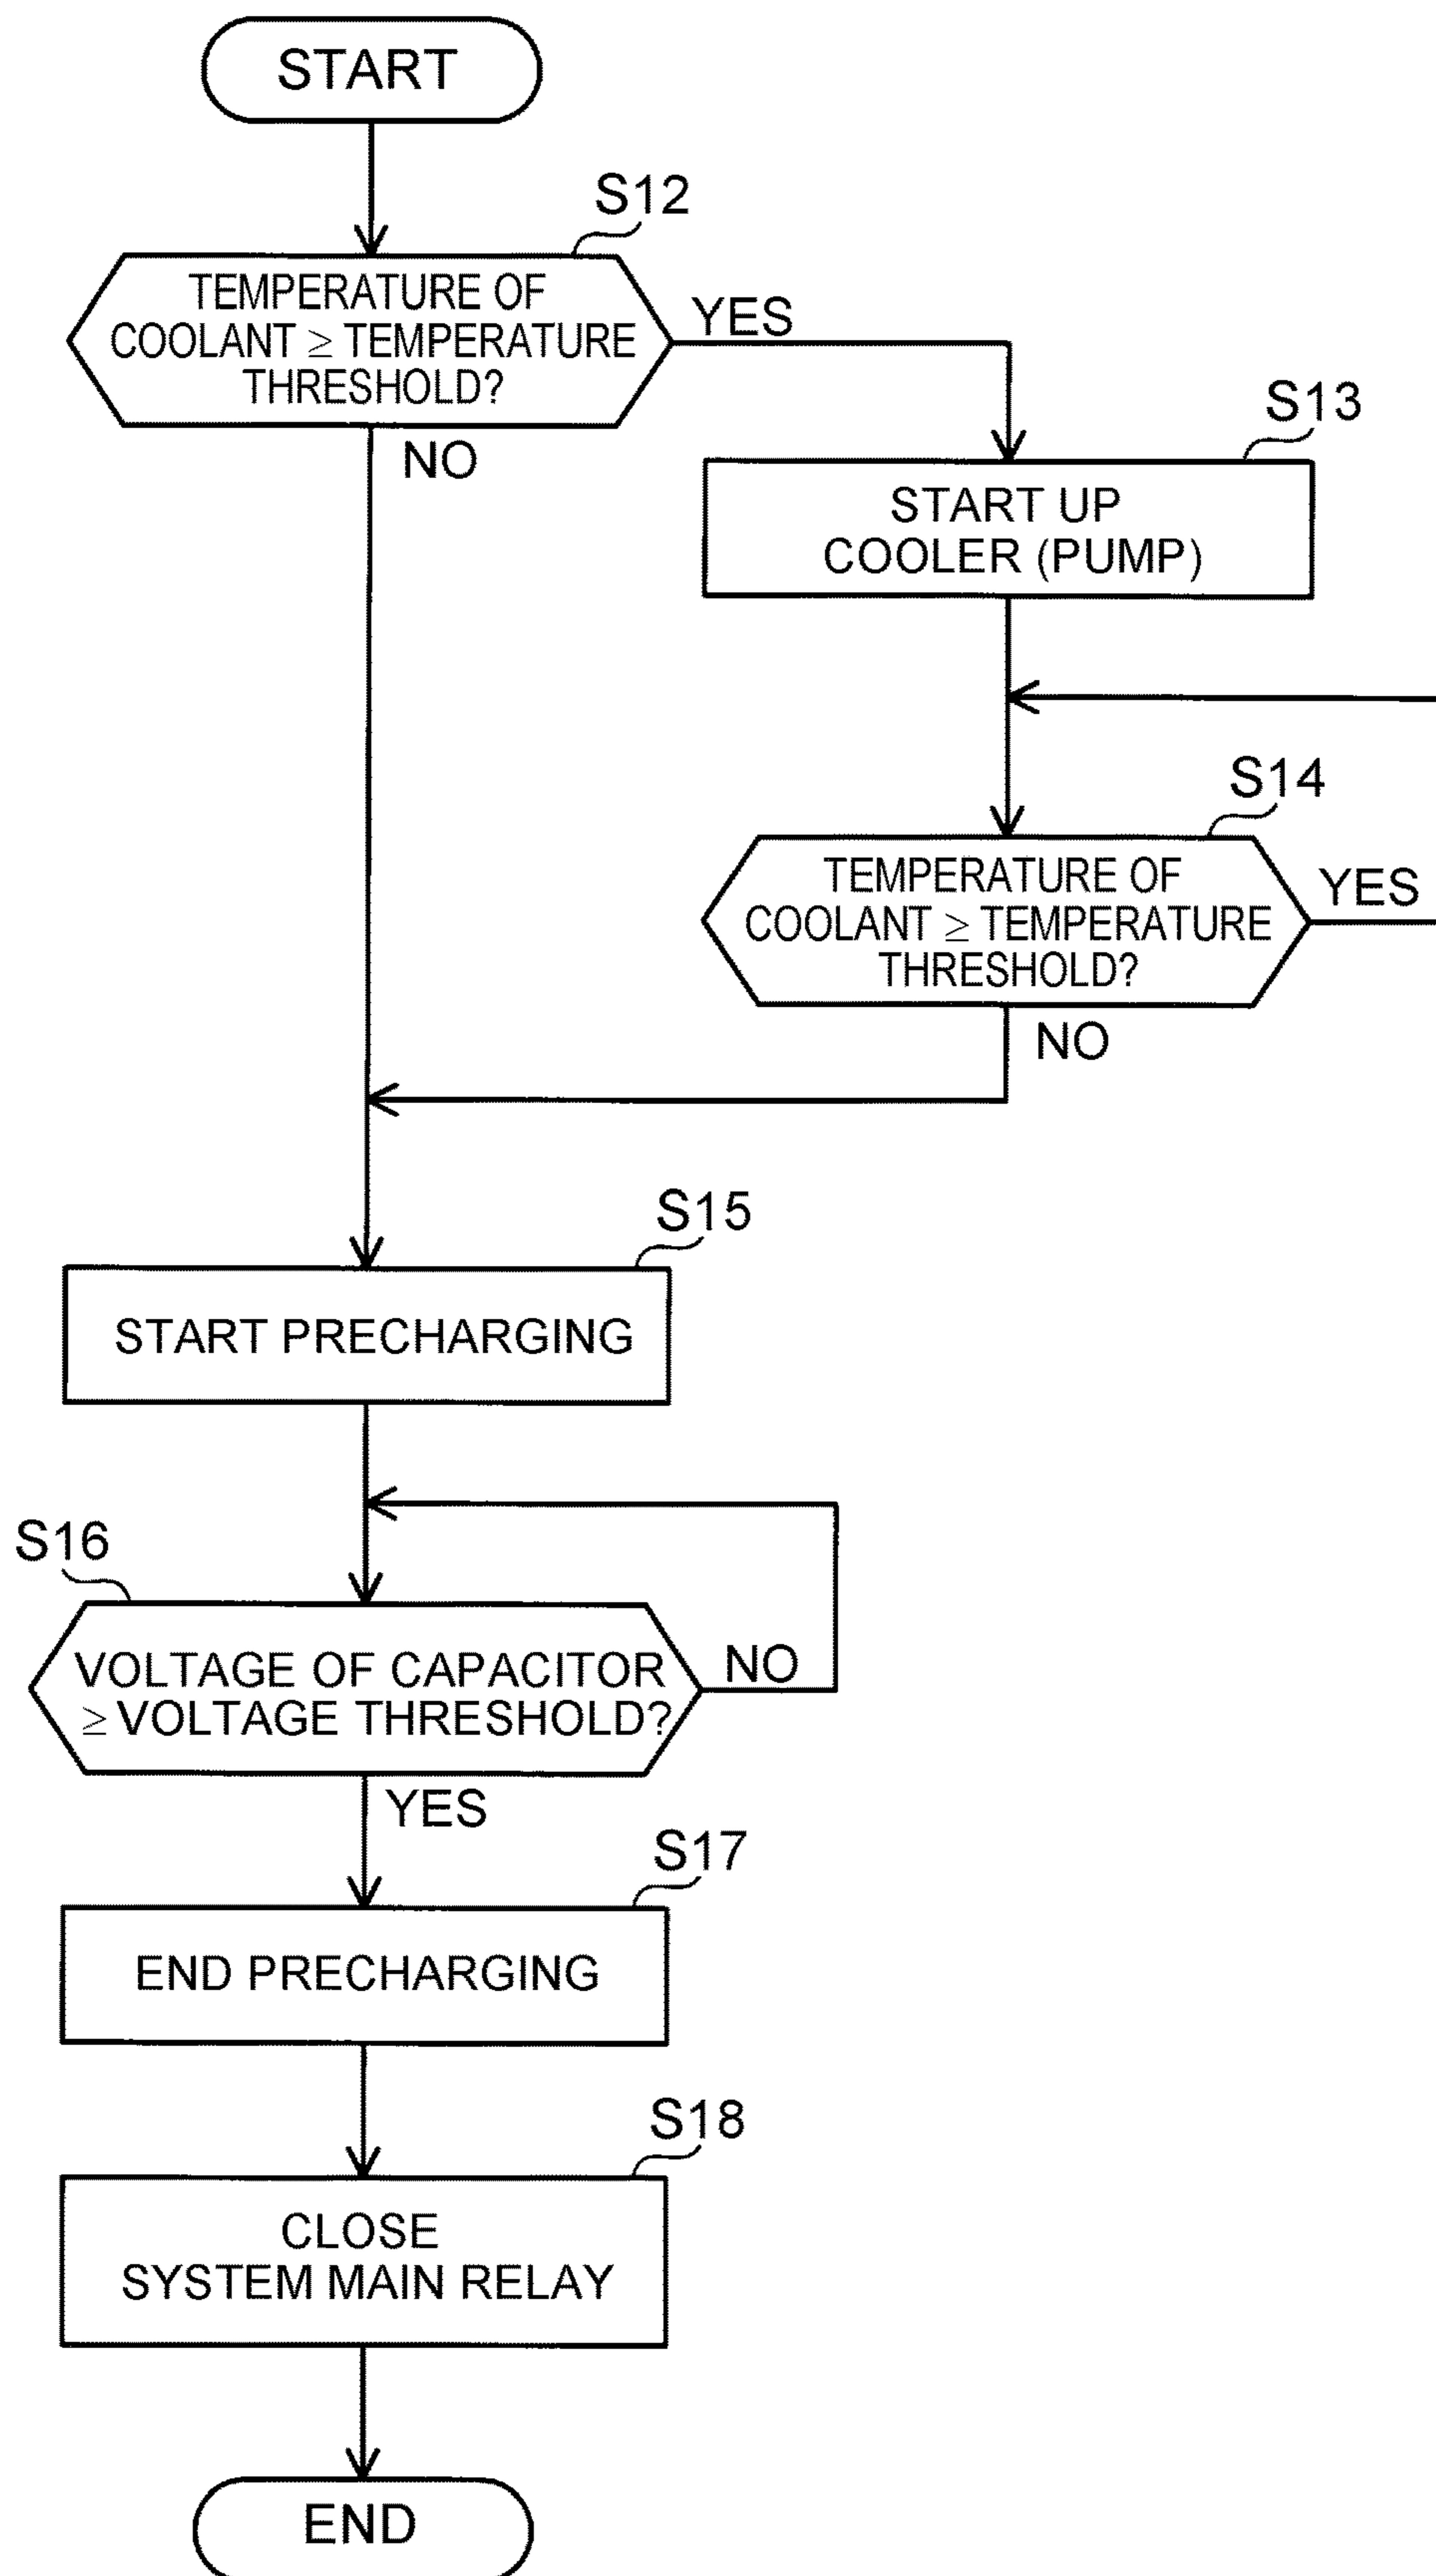 START
S12
TEMPERATURE OF
COOLANT ≥ TEMPERATURE
THRESHOLD?
YES
NO
S13
START UP
COOLER (PUMP)
S14
TEMPERATURE OF
COOLANT ≥ TEMPERATURE
THRESHOLD?
YES
NO
S15
START PRECHARGING
S16
VOLTAGE OF CAPACITOR
≥ VOLTAGE THRESHOLD?
NO
YES
S17
END PRECHARGING
S18
CLOSE
SYSTEM MAIN RELAY
END